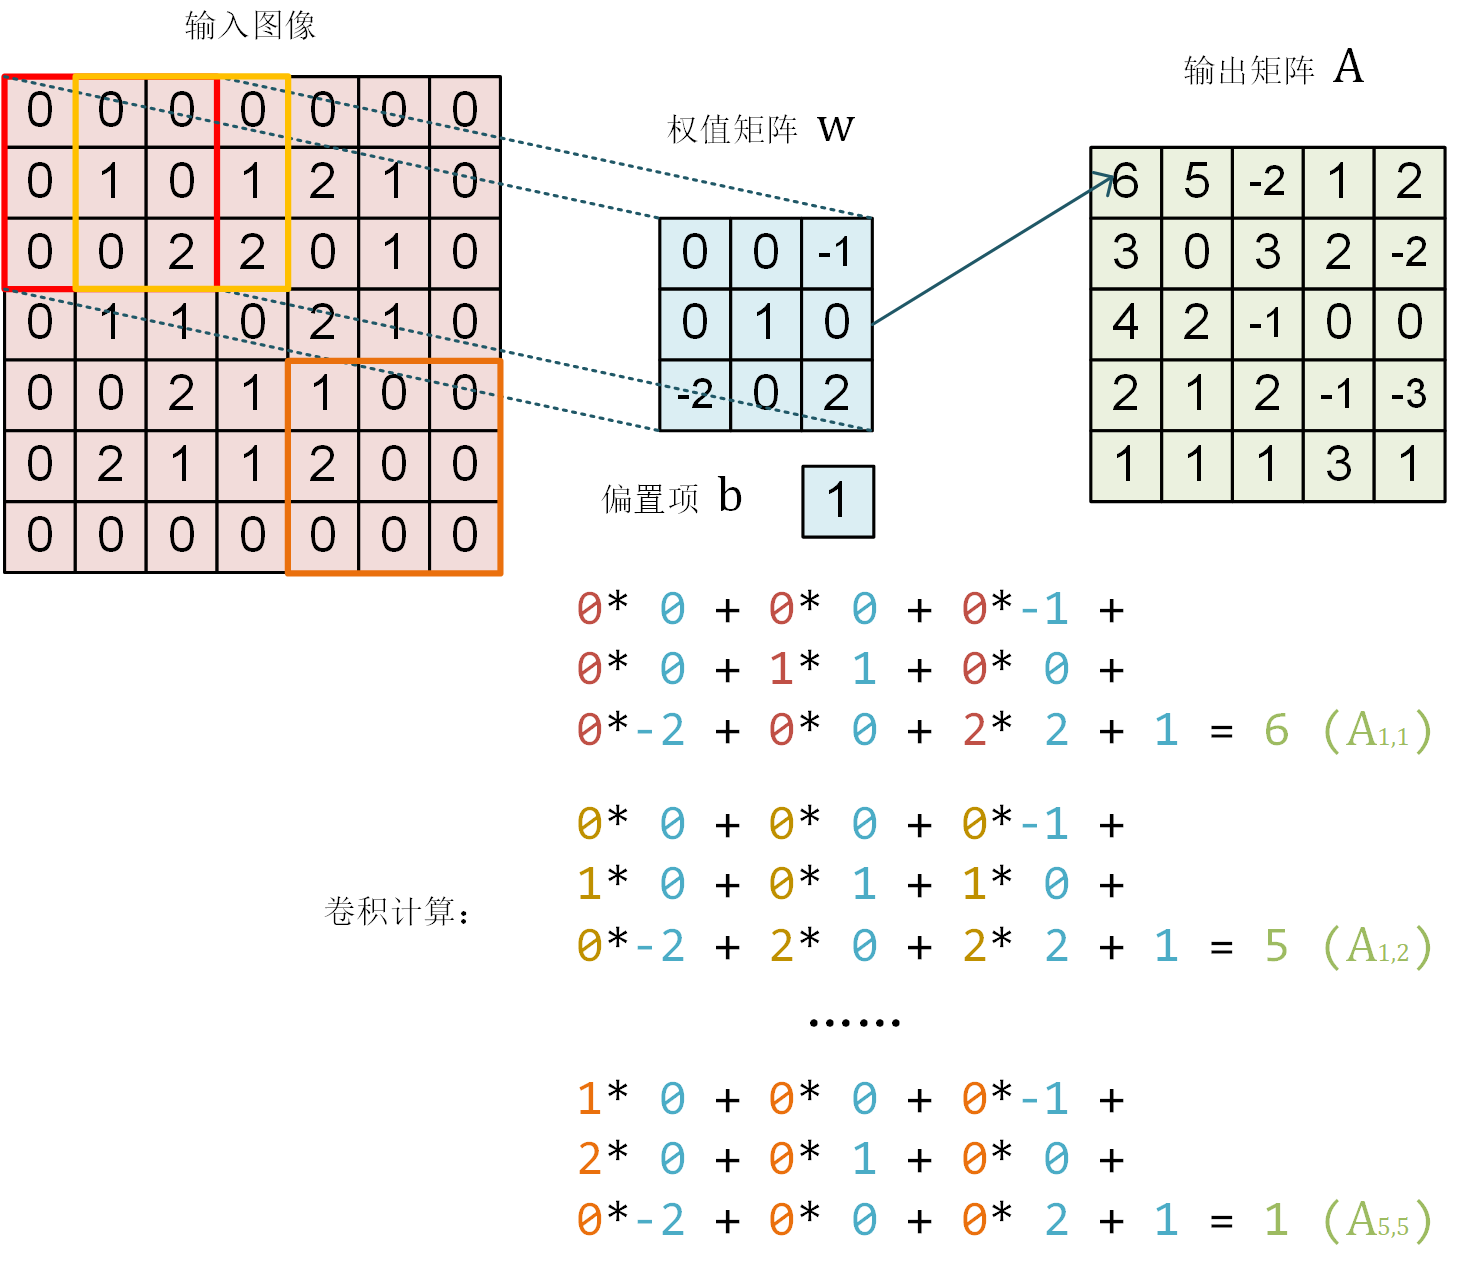 输入图像
0 0 0 0 0 0 0
0 1 0 1 2 1 0
0 0 2 2 0 1 0
0 1 1 0 2 1 0
0 0 2 1 1 0 0
0 2 1 1 2 0 0
0 0 0 0 0 0 0
权值矩阵 w
0 0 -1
0 1 0
-2 0 2
偏置项 b 1
输出矩阵 A
6 5 -2 1 2
3 0 3 2 -2
4 2 -1 0 0
2 1 2 -1 -3
1 1 1 3 1
卷积计算：
0* 0 + 0* 0 + 0*-1 +
0* 0 + 1* 1 + 0* 0 +
0*-2 + 0* 0 + 2* 2 + 1 = 6 (A1,1)
0* 0 + 0* 0 + 0*-1 +
1* 0 + 0* 1 + 1* 0 +
0*-2 + 2* 0 + 2* 2 + 1 = 5 (A1,2)
……
1* 0 + 0* 0 + 0*-1 +
2* 0 + 0* 1 + 0* 0 +
0*-2 + 0* 0 + 0* 2 + 1 = 1 (A5,5)